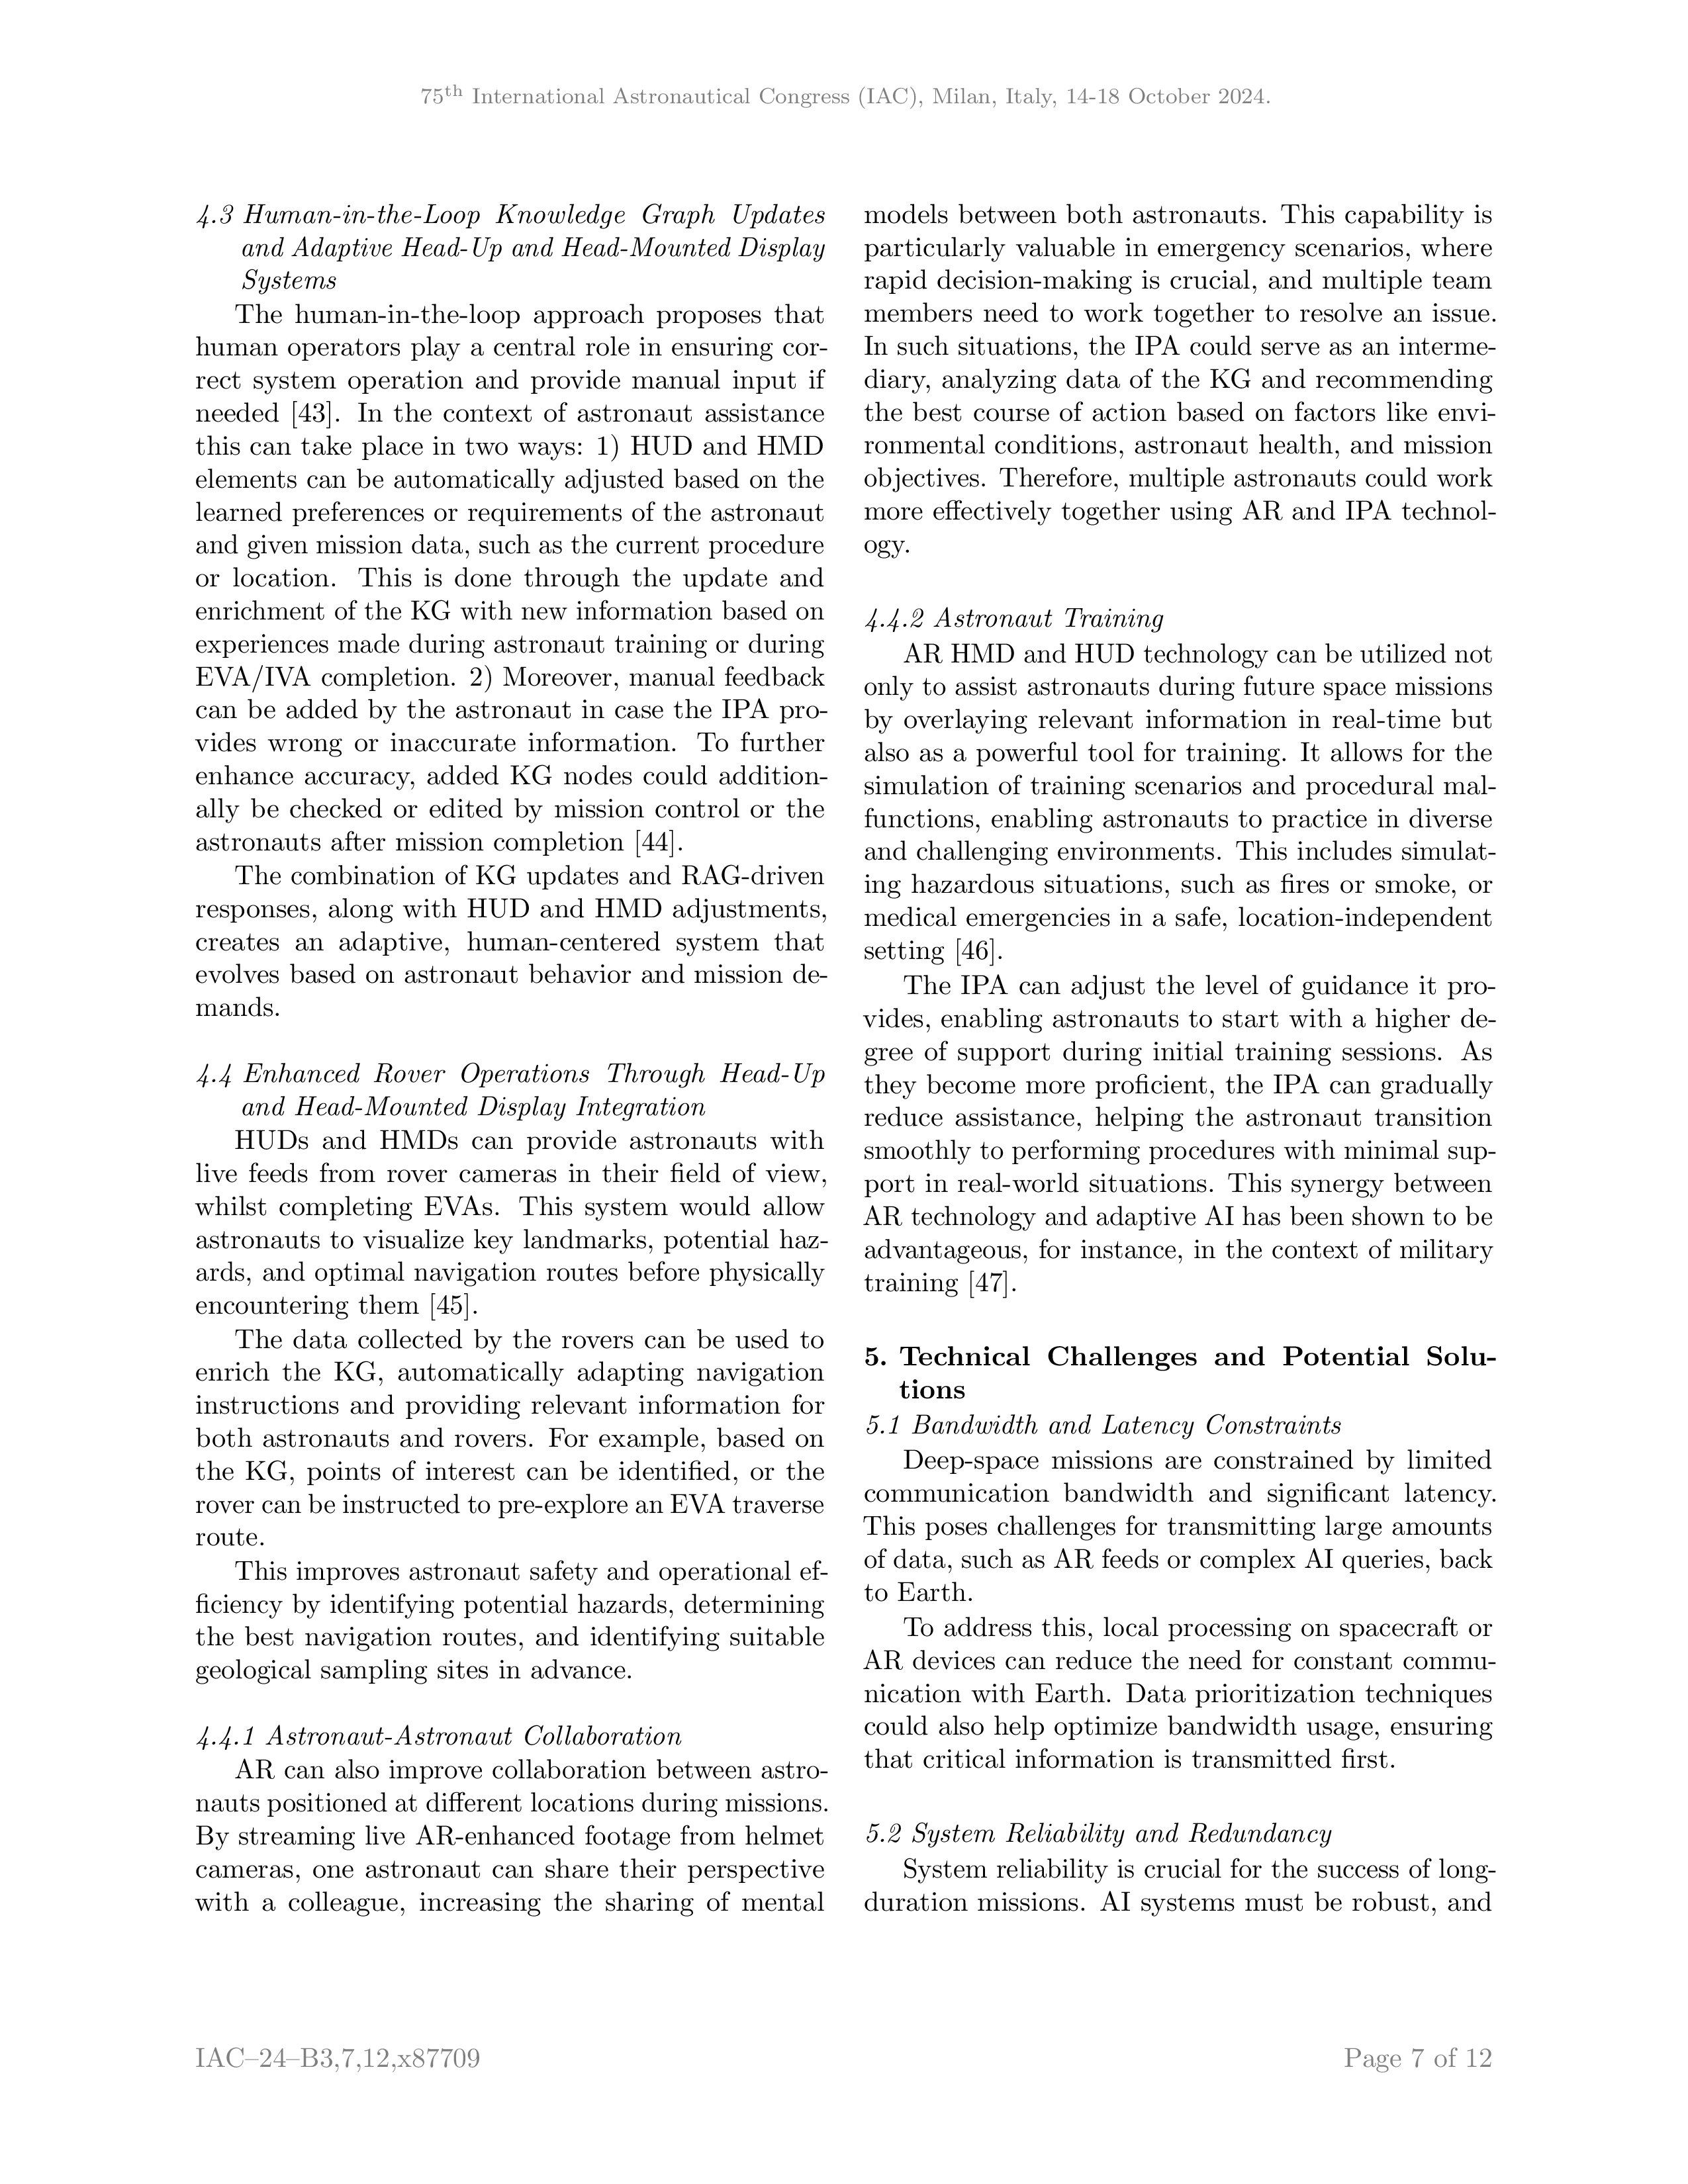 75th International Astronautical Congress (IAC), Milan, Italy, 14-18 October 2024.
4.3 Human-in-the-Loop Knowledge Graph Updates
and Adaptive Head-Up and Head-Mounted Display
Systems
The human-in-the-loop approach proposes that
human operators play a central role in ensuring cor-
rect system operation and provide manual input if
needed [43]. In the context of astronaut assistance
this can take place in two ways: 1) HUD and HMD
elements can be automatically adjusted based on the
learned preferences or requirements of the astronaut
and given mission data, such as the current procedure
or location. This is done through the update and
enrichment of the KG with new information based on
experiences made during astronaut training or during
EVA/IVA completion. 2) Moreover, manual feedback
can be added by the astronaut in case the IPA pro-
vides wrong or inaccurate information. To further
enhance accuracy, added KG nodes could addition-
ally be checked or edited by mission control or the
astronauts after mission completion [44].
The combination of KG updates and RAG-driven
responses, along with HUD and HMD adjustments,
creates an adaptive, human-centered system that
evolves based on astronaut behavior and mission de-
mands.
4.4 Enhanced Rover Operations Through Head-Up
and Head-Mounted Display Integration
HUDs and HMDs can provide astronauts with
live feeds from rover cameras in their field of view,
whilst completing EVAs. This system would allow
astronauts to visualize key landmarks, potential haz-
ards, and optimal navigation routes before physically
encountering them [45].
The data collected by the rovers can be used to
enrich the KG, automatically adapting navigation
instructions and providing relevant information for
both astronauts and rovers. For example, based on
the KG, points of interest can be identified, or the
rover can be instructed to pre-explore an EVA traverse
route.
This improves astronaut safety and operational ef-
ficiency by identifying potential hazards, determining
the best navigation routes, and identifying suitable
geological sampling sites in advance.
4.4.1 Astronaut-Astronaut Collaboration
AR can also improve collaboration between astro-
nauts positioned at different locations during missions.
By streaming live AR-enhanced footage from helmet
cameras, one astronaut can share their perspective
with a colleague, increasing the sharing of mental
models between both astronauts. This capability is
particularly valuable in emergency scenarios, where
rapid decision-making is crucial, and multiple team
members need to work together to resolve an issue.
In such situations, the IPA could serve as an interme-
diary, analyzing data of the KG and recommending
the best course of action based on factors like envi-
ronmental conditions, astronaut health, and mission
objectives. Therefore, multiple astronauts could work
more effectively together using AR and IPA technol-
ogy.
4.4.2 Astronaut Training
AR HMD and HUD technology can be utilized not
only to assist astronauts during future space missions
by overlaying relevant information in real-time but
also as a powerful tool for training. It allows for the
simulation of training scenarios and procedural mal-
functions, enabling astronauts to practice in diverse
and challenging environments. This includes simulat-
ing hazardous situations, such as fires or smoke, or
medical emergencies in a safe, location-independent
setting [46].
The IPA can adjust the level of guidance it pro-
vides, enabling astronauts to start with a higher de-
gree of support during initial training sessions. As
they become more proficient, the IPA can gradually
reduce assistance, helping the astronaut transition
smoothly to performing procedures with minimal sup-
port in real-world situations. This synergy between
AR technology and adaptive AI has been shown to be
advantageous, for instance, in the context of military
training [47].
5. Technical Challenges and Potential Solu-
tions
5.1 Bandwidth and Latency Constraints
Deep-space missions are constrained by limited
communication bandwidth and significant latency.
This poses challenges for transmitting large amounts
of data, such as AR feeds or complex AI queries, back
to Earth.
To address this, local processing on spacecraft or
AR devices can reduce the need for constant commu-
nication with Earth. Data prioritization techniques
could also help optimize bandwidth usage, ensuring
that critical information is transmitted first.
5.2 System Reliability and Redundancy
System reliability is crucial for the success of long-
duration missions. AI systems must be robust, and
IAC–24–B3,7,12,x87709
Page 7 of 12